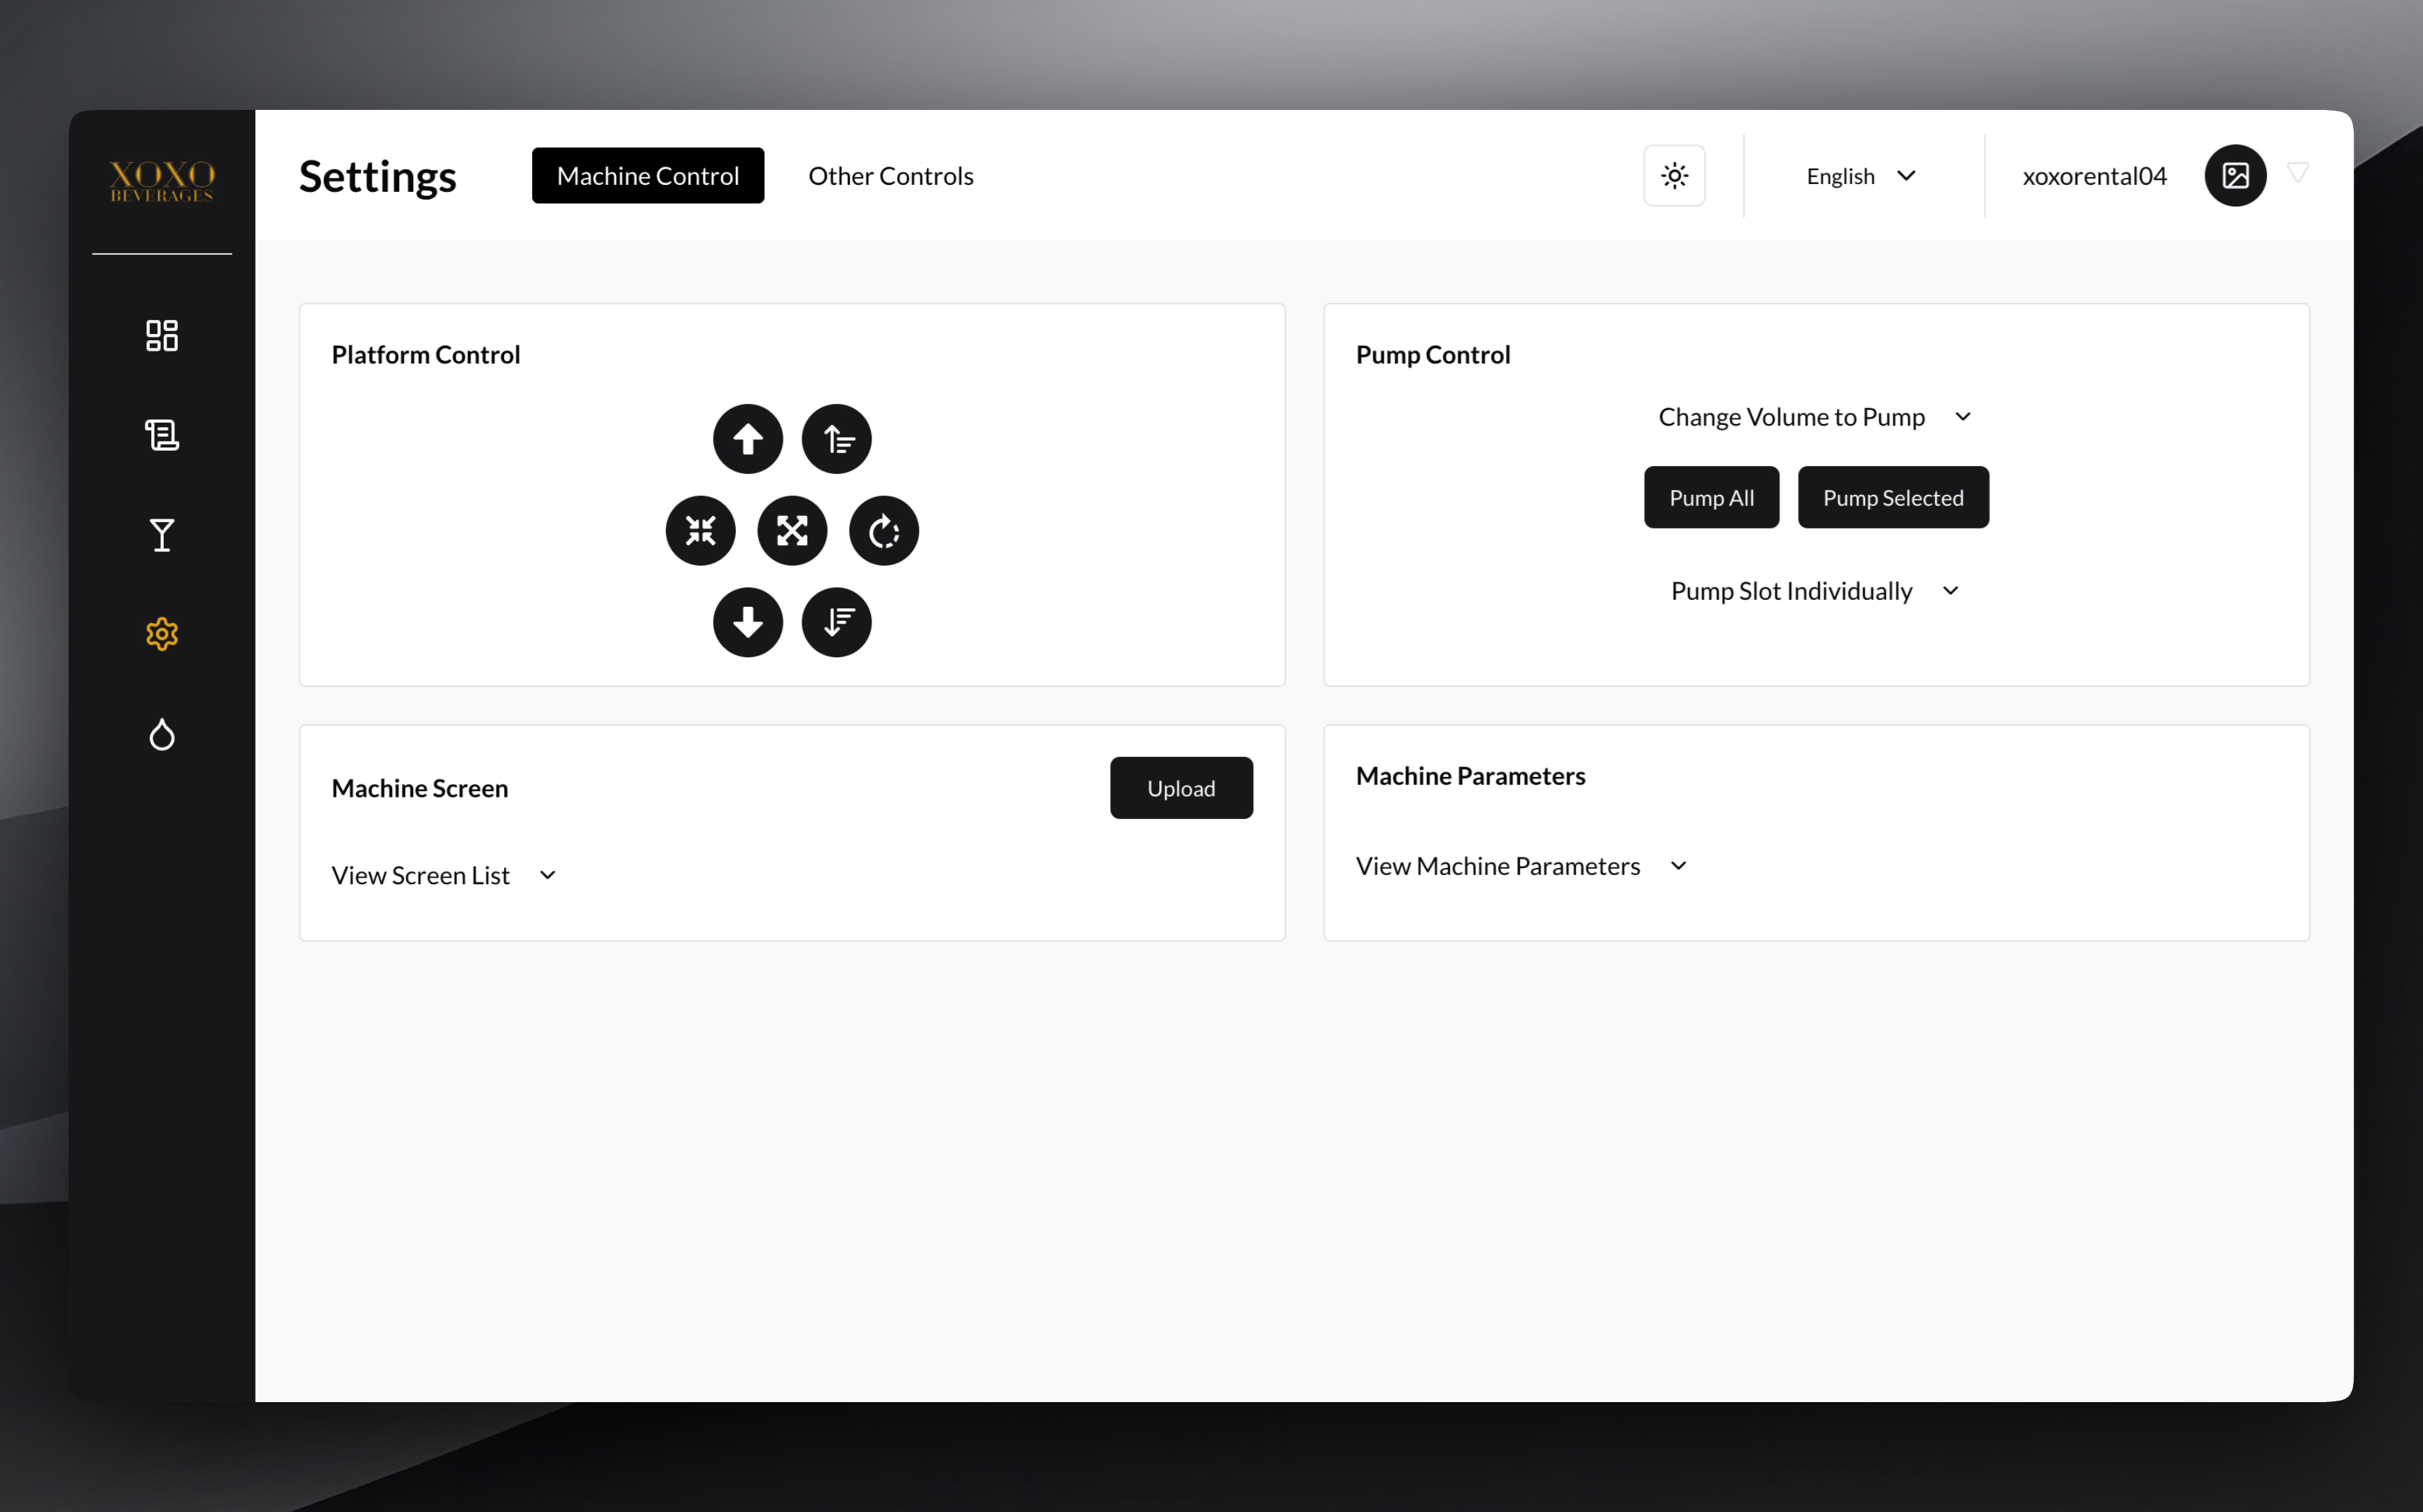 XOXO
BEVERAGES
Settings
Machine Control
Other Controls
English
xoxorental04
Platform Control
Pump Control
Change Volume to Pump
Pump All
Pump Selected
Pump Slot Individually
Machine Screen
Upload
View Screen List
Machine Parameters
View Machine Parameters